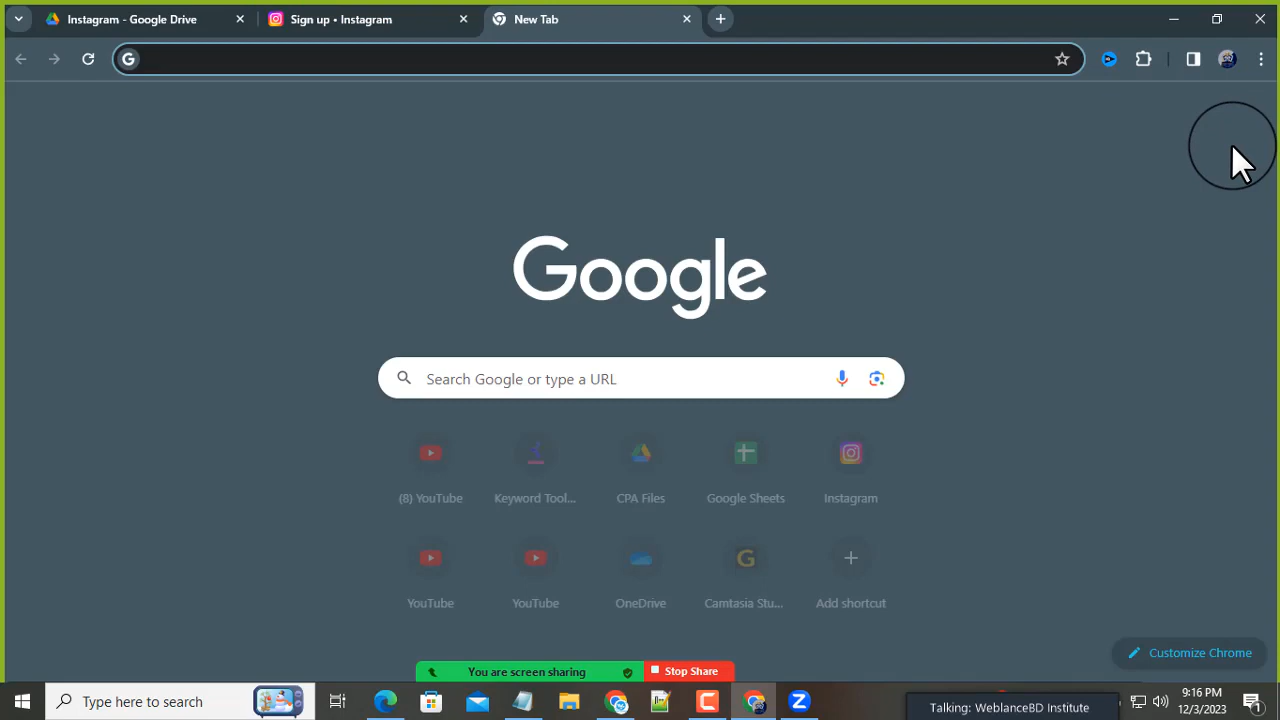 Instagram - Google Drive
Sign up • Instagram
New Tab
G
Google
Search Google or type a URL
(8) YouTube
Keyword Tool...
CPA Files
Google Sheets
Instagram
YouTube
YouTube
OneDrive
G
Camtasia Stu...
Add shortcut
Customize Chrome
You are screen sharing
Stop Share
Type here to search
Talking: WeblanceBD Institute
9:16 PM
12/3/2023
1